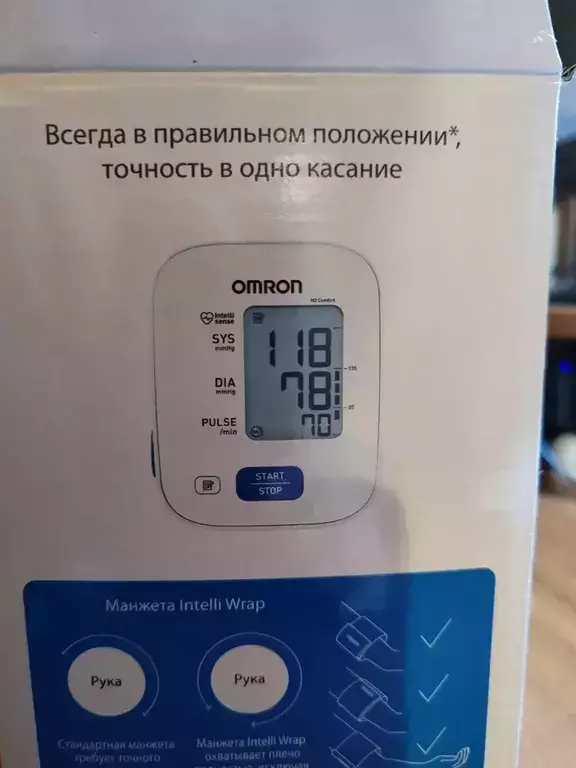 Всегда в правильном положении*,
точность в одно касание
OMRON
M2 Comfort
Intelli
sense
SYS
mmHg
118
135
DIA
mmHg
78
85
PULSE
/min
70
START
STOP
Манжета Intelli Wrap
Рука
Рука
Стандартная манжета
требует точного
Манжета Intelli Wrap
охватывает плечо
полностью, исключая